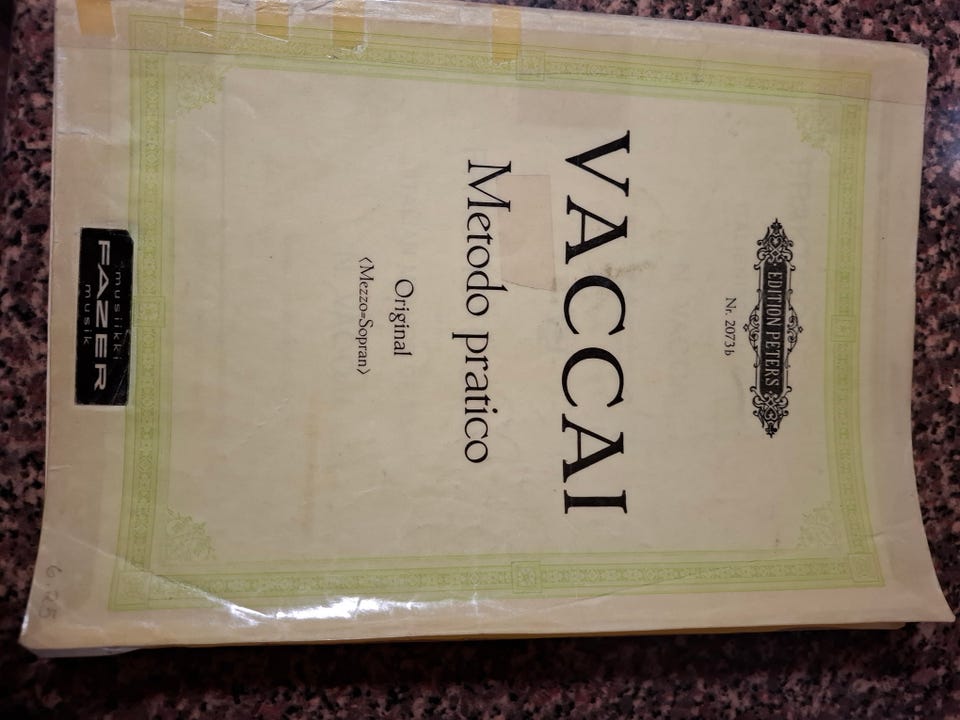 EDITION PETERS
Nr. 2073b
VACCAI
Metodo pratico
Original
(Mezzo=Sopran)
musiikki
FAZER
musik